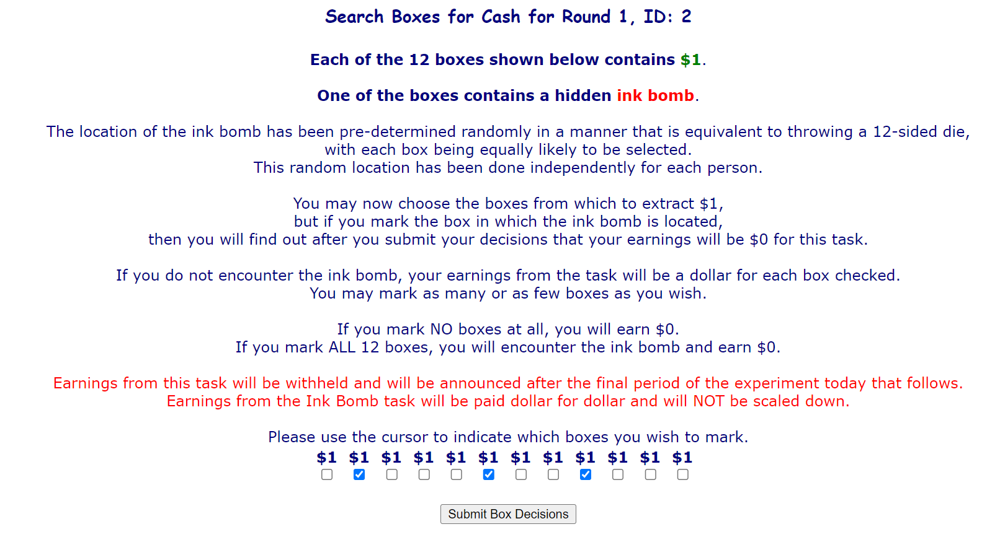 Search Boxes for Cash for Round 1, ID: 2
Each of the 12 boxes shown below contains $1.
One of the boxes contains a hidden ink bomb.
The location of the ink bomb has been pre-determined randomly in a manner that is equivalent to throwing a 12-sided die,
with each box being equally likely to be selected.
This random location has been done independently for each person.
You may now choose the boxes from which to extract $1,
but if you mark the box in which the ink bomb is located,
then you will find out after you submit your decisions that your earnings will be $0 for this task.
If you do not encounter the ink bomb, your earnings from the task will be a dollar for each box checked.
You may mark as many or as few boxes as you wish.
If you mark NO boxes at all, you will earn $0.
If you mark ALL 12 boxes, you will encounter the ink bomb and earn $0.
Earnings from this task will be withheld and will be announced after the final period of the experiment today that follows.
Earnings from the Ink Bomb task will be paid dollar for dollar and will NOT be scaled down.
Please use the cursor to indicate which boxes you wish to mark.
$1 $1 $1 $1 $1 $1 $1 $1 $1 $1 $1 $1
Submit Box Decisions